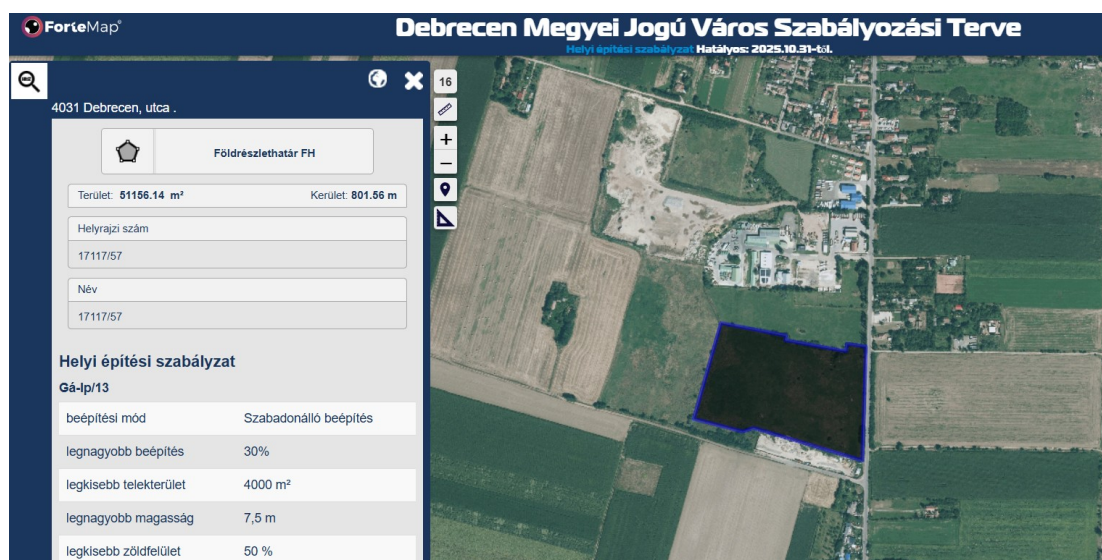 ForteMap®
Debrecen Megyei Jogú Város Szabályozási Terve
Helyi építési szabályzat Hatályos: 2025.10.31-től.
4031 Debrecen, utca .
Földrészlethatár FH
Terület: 51156.14 m² Kerület: 801.56 m
Helyrajzi szám
17117/57
Név
17117/57
Helyi építési szabályzat
Gá-Ip/13
beépítési mód Szabadonálló beépítés
legnagyobb beépítés 30%
legkisebb telekterület 4000 m²
legnagyobb magasság 7,5 m
legkisebb zöldfelület 50 %
16
+
−